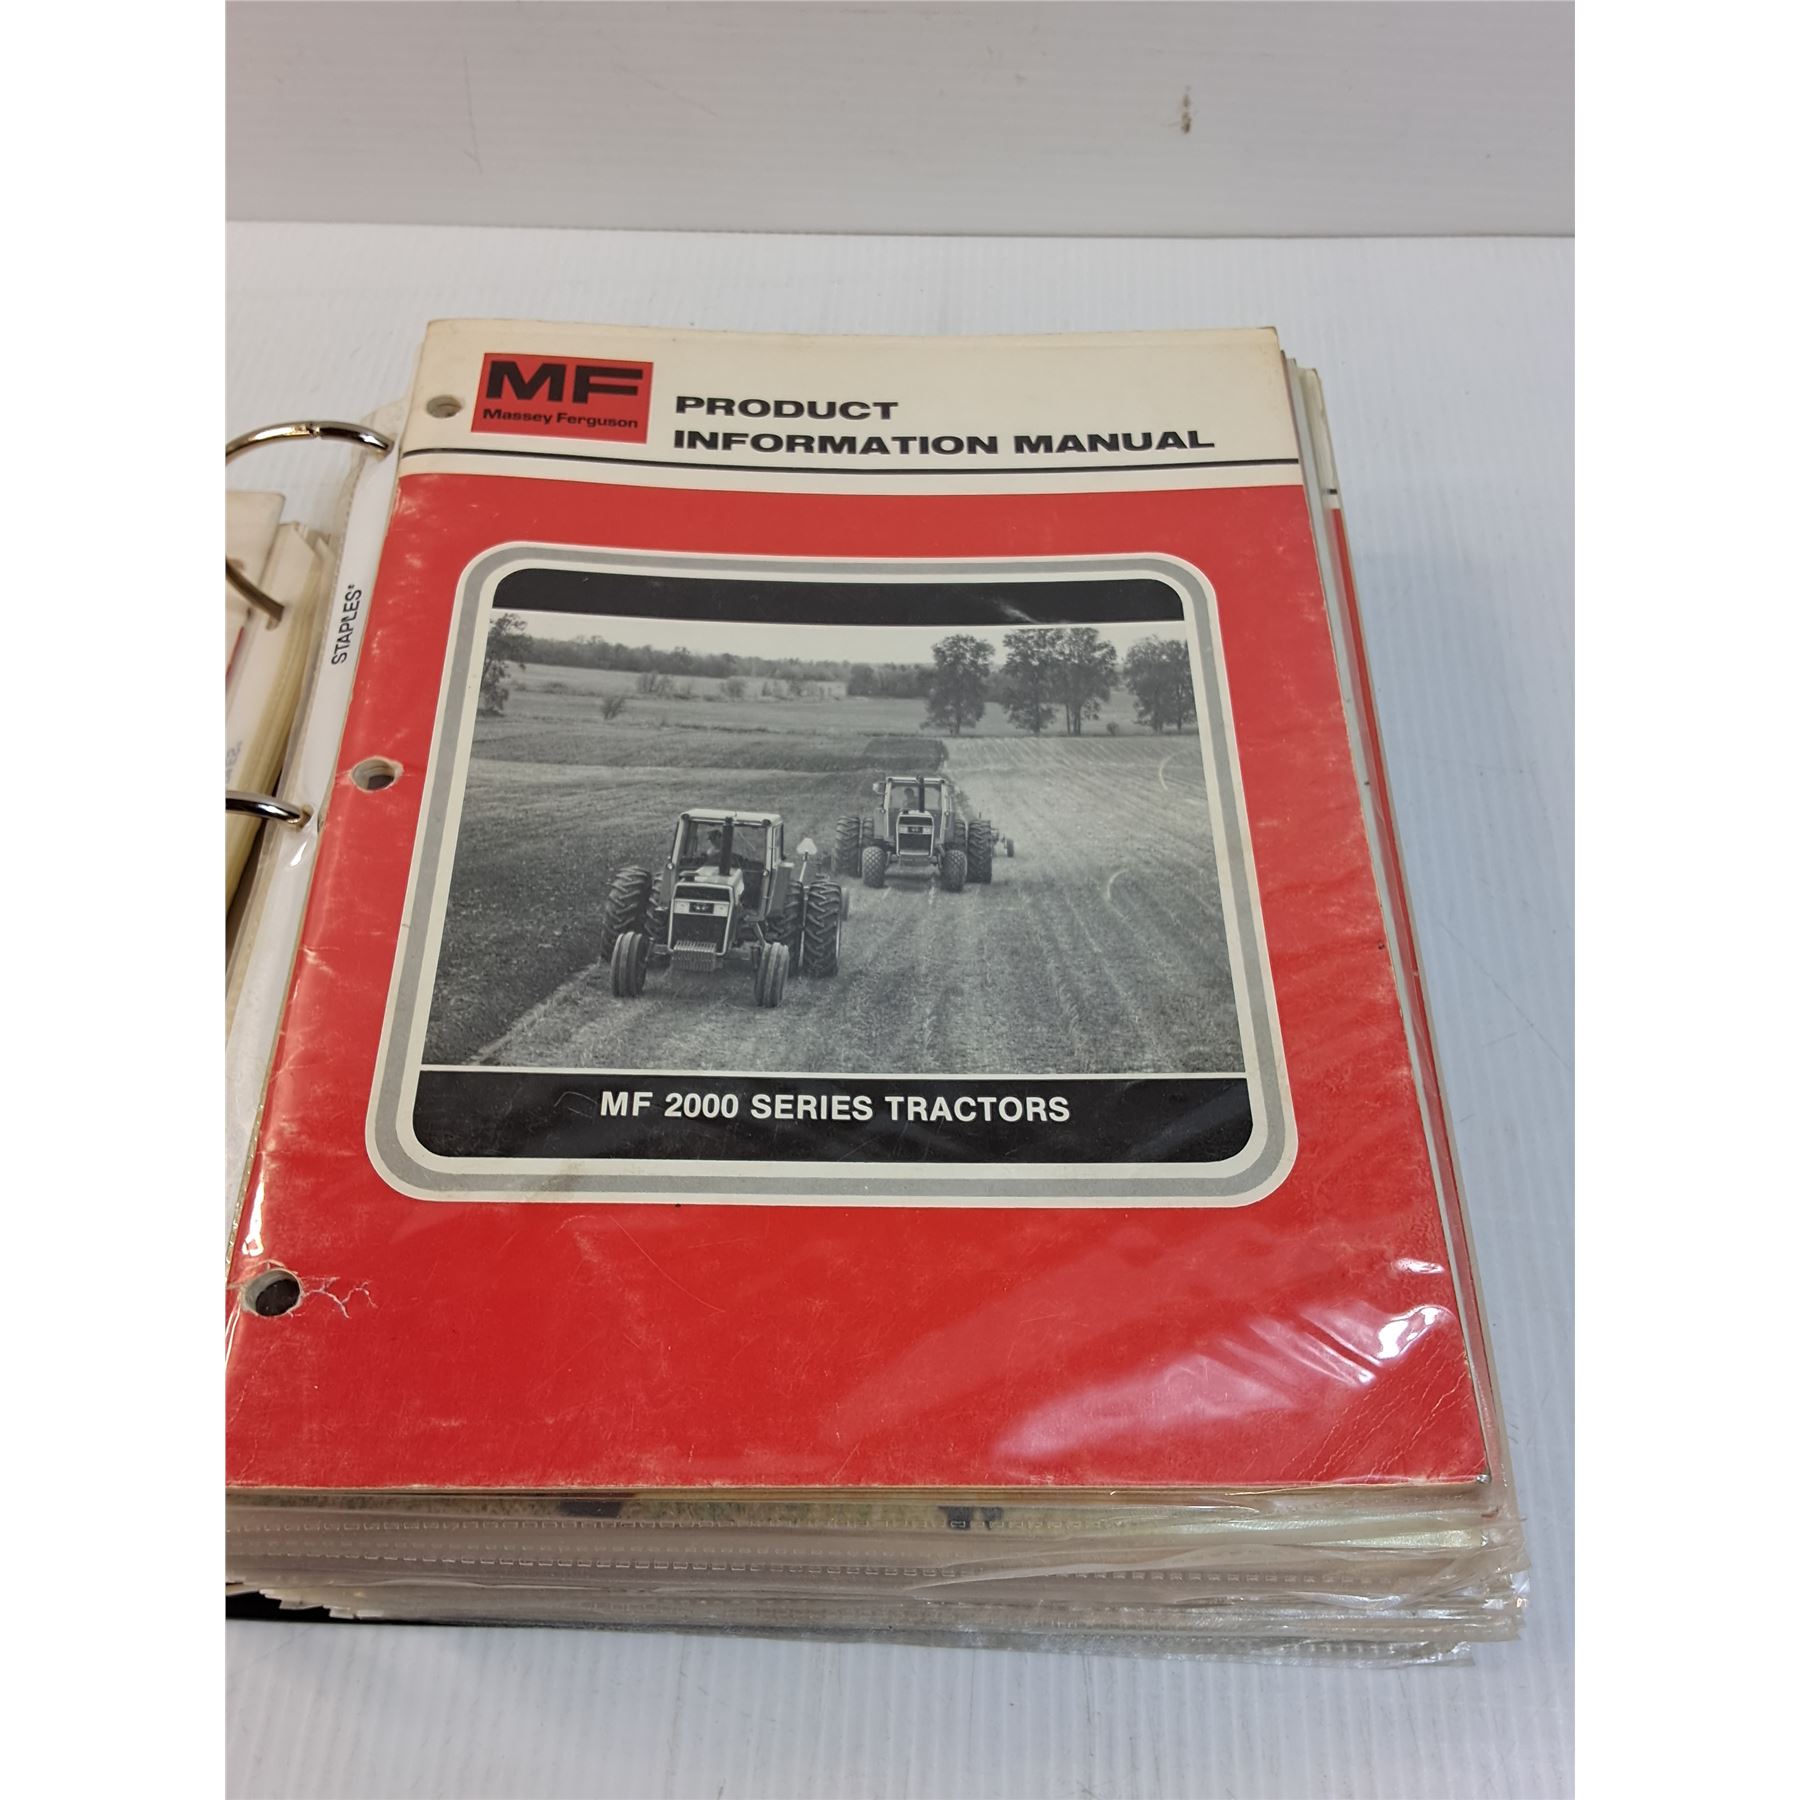 MF
Massey Ferguson
PRODUCT
INFORMATION MANUAL
STAPLES®
MF 2000 SERIES TRACTORS